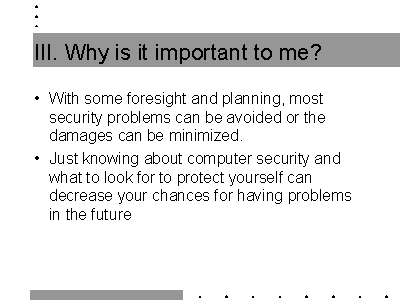 III. Why is it important to me?
• With some foresight and planning, most
security problems can be avoided or the
damages can be minimized.
• Just knowing about computer security and
what to look for to protect yourself can
decrease your chances for having problems
in the future